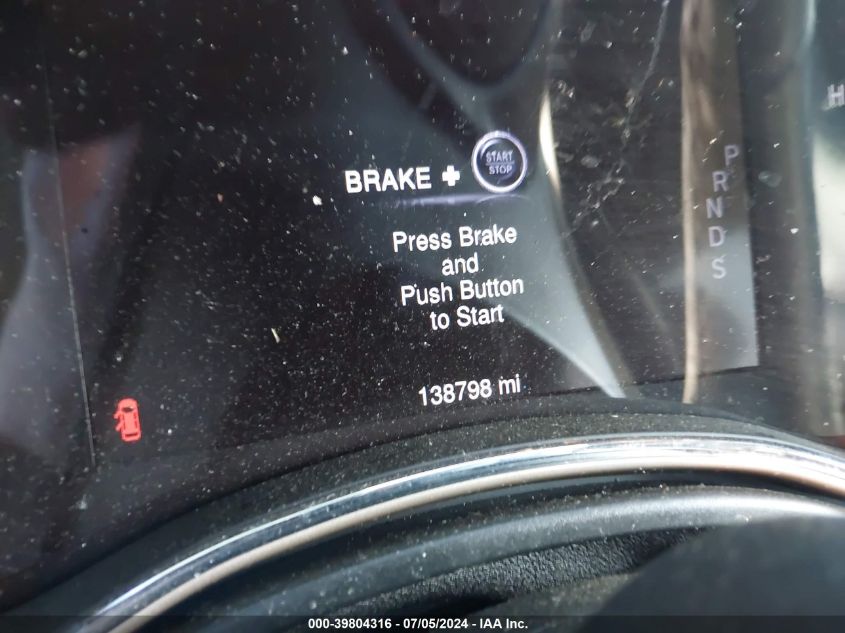 START
STOP
BRAKE +
Press Brake
and
Push Button
to Start
P
R
N
D
S
H
138798 mi
000-39804316 - 07/05/2024 - IAA Inc.